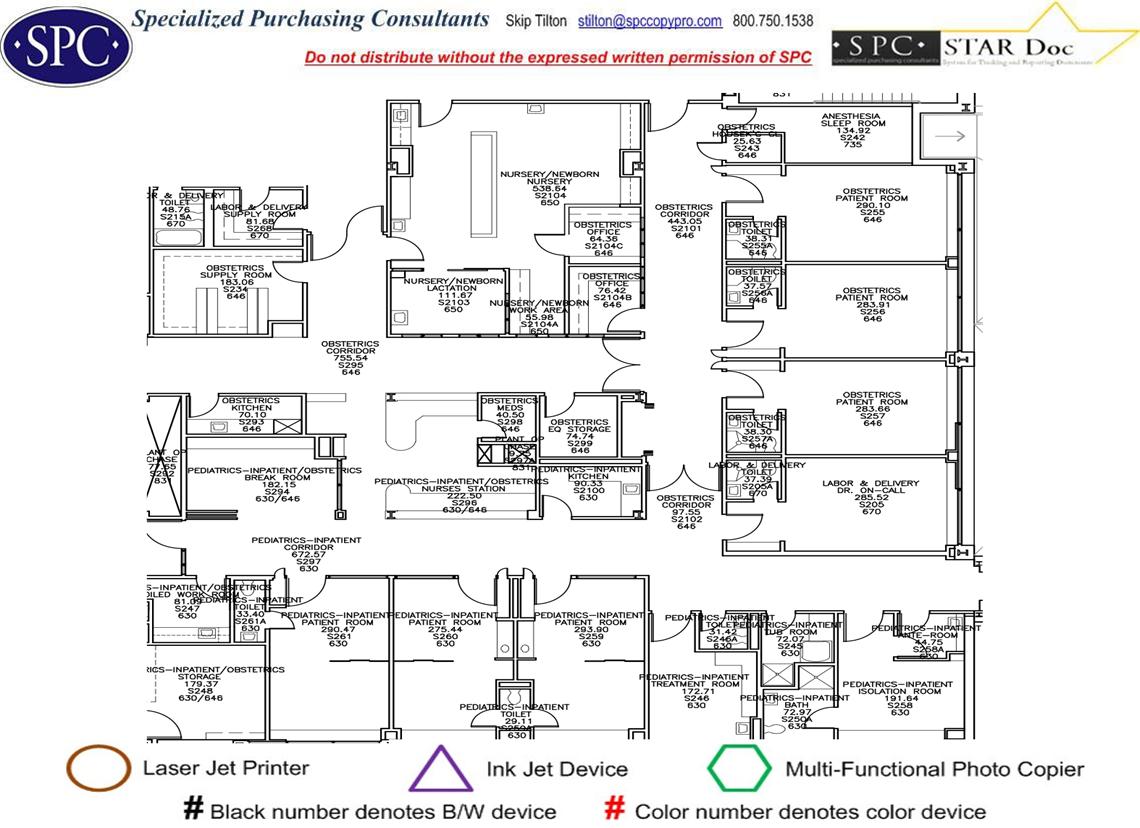 SPC
Specialized Purchasing Consultants Skip Tilton stilton@spccopypro.com 800.750.1538
Do not distribute without the expressed written permission of SPC
SPC STAR Doc
specialized purchasing consultants System for Tracking and Reporting Documents
831
ANESTHESIA
SLEEP ROOM
134.92
S242
735
OBSTETRICS
25.63
S243
646
NURSERY/NEWBORN
NURSERY
538.64
S2104
650
OBSTETRICS
CORRIDOR
443.05
S2101
646
OBSTETRICS
PATIENT ROOM
290.10
S255
646
TOILET
48.76
S215A
670
LABOR & DELIVERY
SUPPLY ROOM
81.68
S268
670
OBSTETRICS
OFFICE
64.36
S2104C
646
OBSTETRICS
TOILET
38.31
S255A
646
OBSTETRICS
SUPPLY ROOM
183.06
S234
646
NURSERY/NEWBORN
LACTATION
111.67
S2103
650
NURSERY/NEWBORN
WORK AREA
55.98
S2104A
650
OBSTETRICS
OFFICE
76.42
S2104B
646
OBSTETRICS
TOILET
37.57
S256A
646
OBSTETRICS
PATIENT ROOM
283.91
S256
646
OBSTETRICS
CORRIDOR
755.54
S295
646
OBSTETRICS
KITCHEN
70.10
S293
646
OBSTETRICS
MEDS
40.50
S298
646
OBSTETRICS
EQ STORAGE
74.74
S299
646
OBSTETRICS
TOILET
38.30
S257A
646
OBSTETRICS
PATIENT ROOM
283.66
S257
646
77.65
S292
831
PEDIATRICS-INPATIENT/OBSTETRICS
BREAK ROOM
182.15
S294
630/646
PEDIATRICS-INPATIENT/OBSTETRICS
NURSES STATION
222.50
S296
630/646
PLANT OP
831
PEDIATRICS-INPATIENT
KITCHEN
90.33
S2100
630
OBSTETRICS
CORRIDOR
97.55
S2102
646
LABOR & DELIVERY
TOILET
37.39
S205A
670
LABOR & DELIVERY
DR. ON-CALL
285.52
S205
670
PEDIATRICS-INPATIENT
CORRIDOR
672.57
S297
630
S-INPATIENT/OBSTETRICS
OILED WORK ROOM
S247
630
PEDIATRICS-INPATIENT
TOILET
33.40
S261A
630
PEDIATRICS-INPATIENT
PATIENT ROOM
290.47
S261
630
PEDIATRICS-INPATIENT
PATIENT ROOM
275.44
S260
630
PEDIATRICS-INPATIENT
PATIENT ROOM
293.90
S259
630
PEDIATRICS-INPATIENT
TOILET
31.42
S246A
630
PEDIATRICS-INPATIENT
TUB ROOM
72.07
S245
630
PEDIATRICS-INPATIENT
ANTE-ROOM
44.75
S258A
630
TRICS-INPATIENT/OBSTETRICS
STORAGE
179.37
S248
630/646
PEDIATRICS-INPATIENT
TREATMENT ROOM
172.71
S246
630
PEDIATRICS-INPATIENT
ISOLATION ROOM
191.64
S258
630
PEDIATRICS-INPATIENT
TOILET
29.11
630
PEDIATRICS-INPATIENT
BATH
72.97
S250A
630
Laser Jet Printer Ink Jet Device Multi-Functional Photo Copier
# Black number denotes B/W device # Color number denotes color device